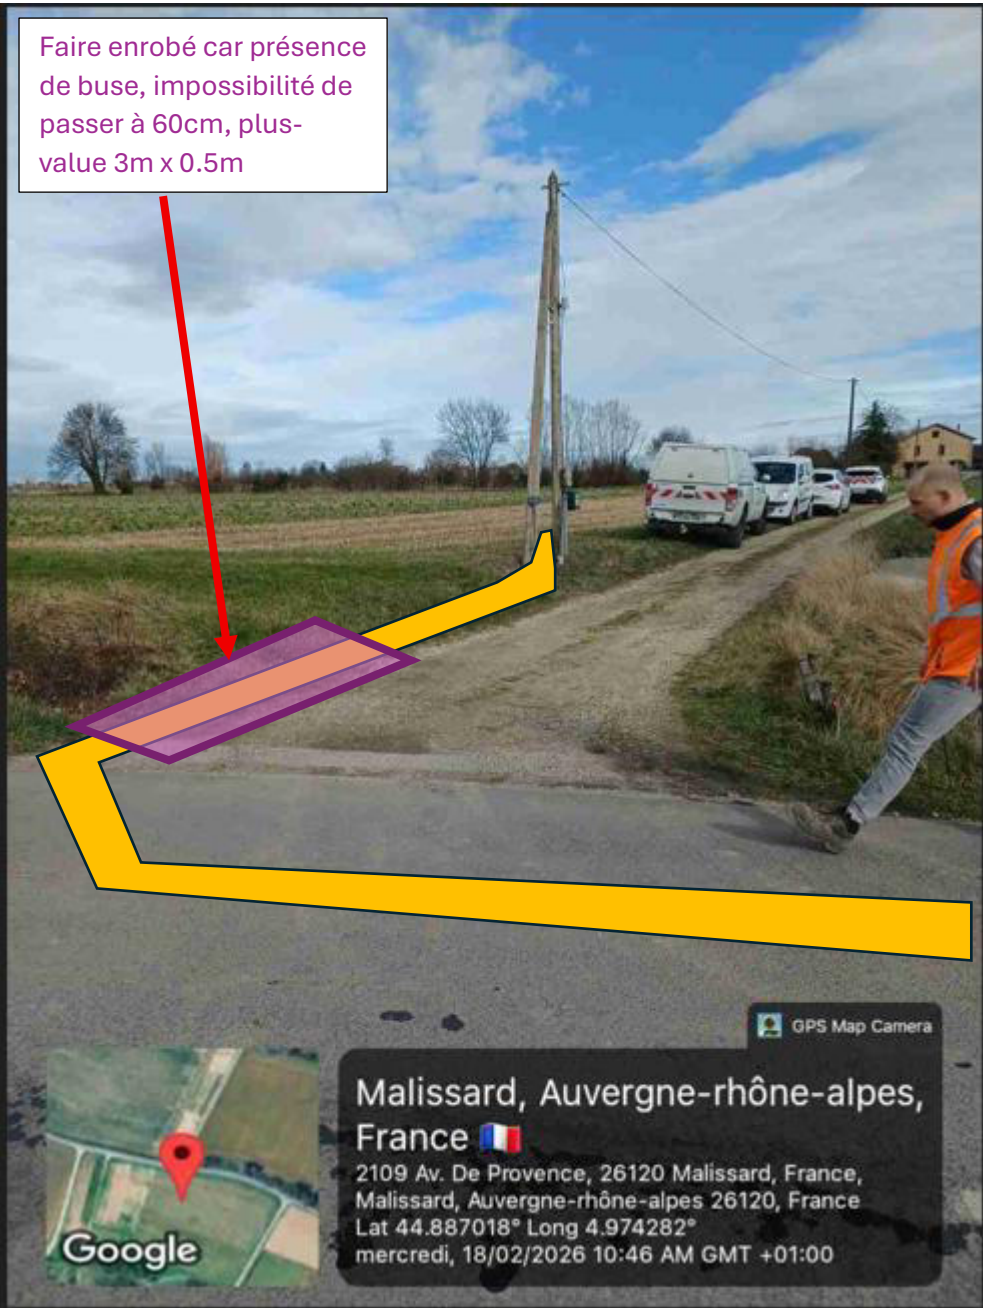 Faire enrobé car présence
de buse, impossibilité de
passer à 60cm, plus-
value 3m x 0.5m
GPS Map Camera
Malissard, Auvergne-rhône-alpes,
France 🇫🇷
2109 Av. De Provence, 26120 Malissard, France,
Malissard, Auvergne-rhône-alpes 26120, France
Lat 44.887018° Long 4.974282°
mercredi, 18/02/2026 10:46 AM GMT +01:00
Google